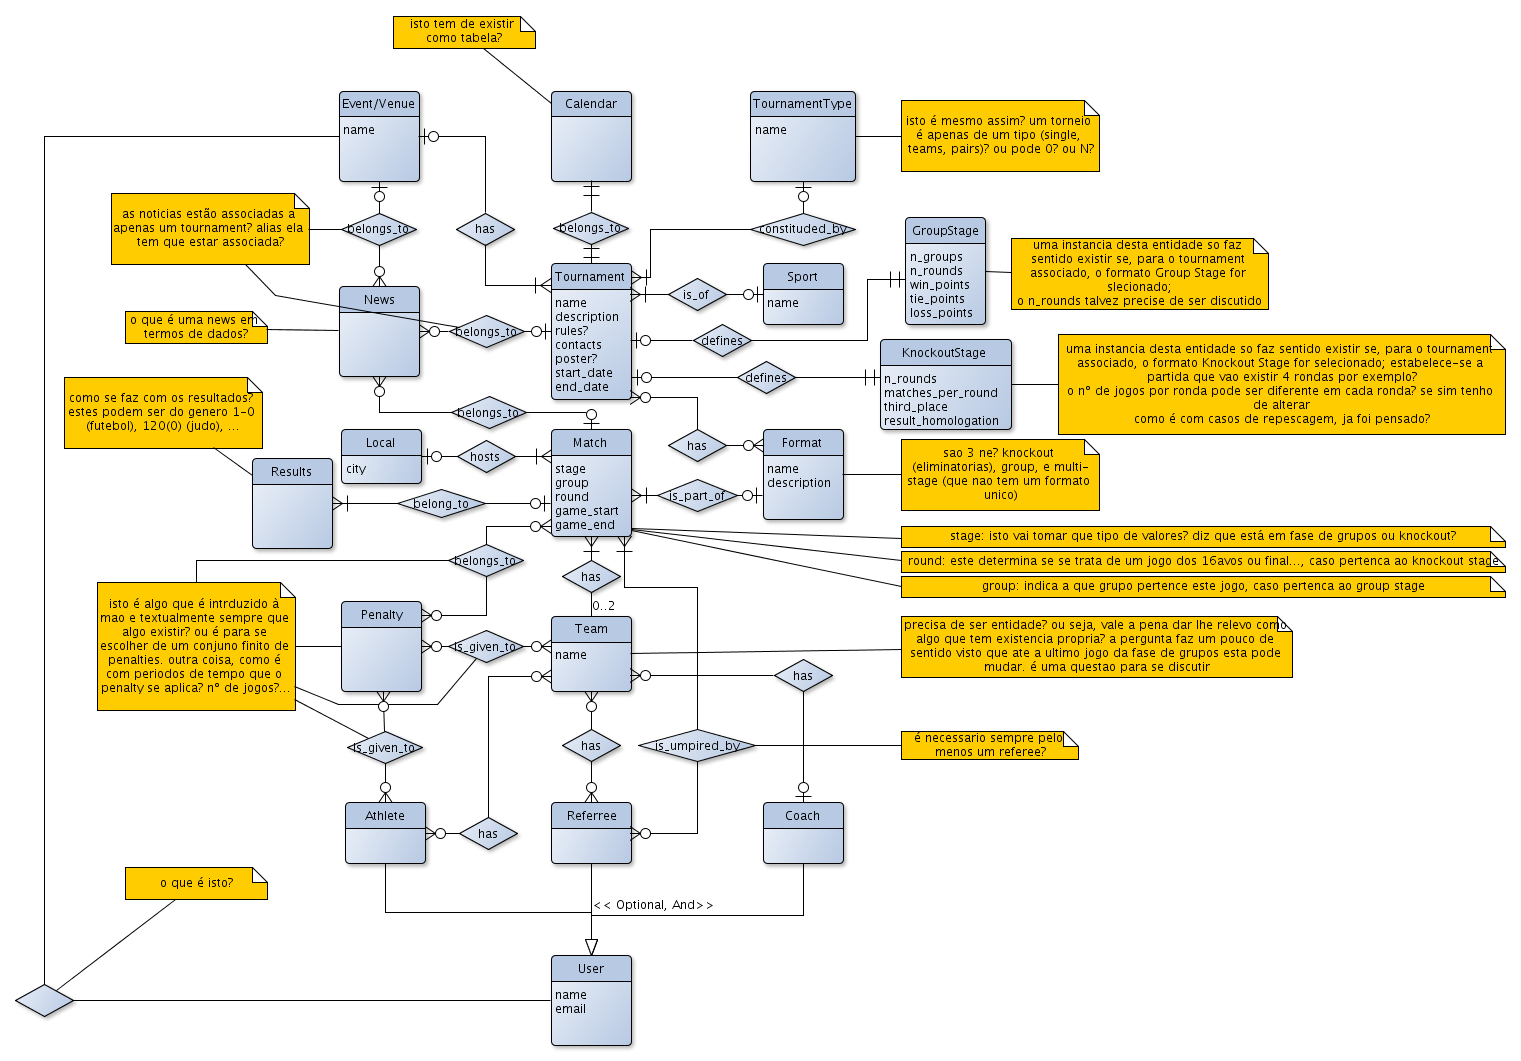 isto tem de existir
como tabela?
Event/Venue
name
Calendar
TournamentType
name
isto é mesmo assim? um torneio
é apenas de um tipo (single,
teams, pairs)? ou pode 0? ou N?
as noticias estão associadas a
apenas um tournament? alias ela
tem que estar associada?
belongs_to
has
belongs_to
constituded_by
GroupStage
n_groups
n_rounds
win_points
tie_points
loss_points
uma instancia desta entidade so faz
sentido existir se, para o tournament
associado, o formato Group Stage for
slecionado;
o n_rounds talvez precise de ser discutido
Tournament
name
description
rules?
contacts
poster?
start_date
end_date
is_of
Sport
name
News
o que é uma news em
termos de dados?
belongs_to
defines
KnockoutStage
n_rounds
matches_per_round
third_place
result_homologation
uma instancia desta entidade so faz sentido existir se, para o tournament
associado, o formato Knockout Stage for selecionado; estabelece-se a
partida que vao existir 4 rondas por exemplo?
o nº de jogos por ronda pode ser diferente em cada ronda? se sim tenho
de alterar
como é com casos de repescagem, ja foi pensado?
defines
como se faz com os resultados?
estes podem ser do genero 1-0
(futebol), 120(0) (judo), ...
belongs_to
Local
city
hosts
Match
stage
group
round
game_start
game_end
has
Format
name
description
sao 3 ne? knockout
(eliminatorias), group, e multi-
stage (que nao tem um formato
unico)
Results
belong_to
is_part_of
stage: isto vai tomar que tipo de valores? diz que está em fase de grupos ou knockout?
round: este determina se se trata de um jogo dos 16avos ou final..., caso pertenca ao knockout stage
group: indica a que grupo pertence este jogo, caso pertenca ao group stage
belongs_to
has
0..2
isto é algo que é intrduzido à
mao e textualmente sempre que
algo existir? ou é para se
escolher de um conjuno finito de
penalties. outra coisa, como é
com periodos de tempo que o
penalty se aplica? nº de jogos?...
Penalty
Is_given_to
Team
name
precisa de ser entidade? ou seja, vale a pena dar lhe relevo como
algo que tem existencia propria? a pergunta faz um pouco de
sentido visto que ate a ultimo jogo da fase de grupos esta pode
mudar. é uma questao para se discutir
has
Is_given_to
has
is_umpired_by
é necessario sempre pelo
menos um referee?
Athlete
has
Referree
Coach
o que é isto?
<< Optional, And>>
User
name
email